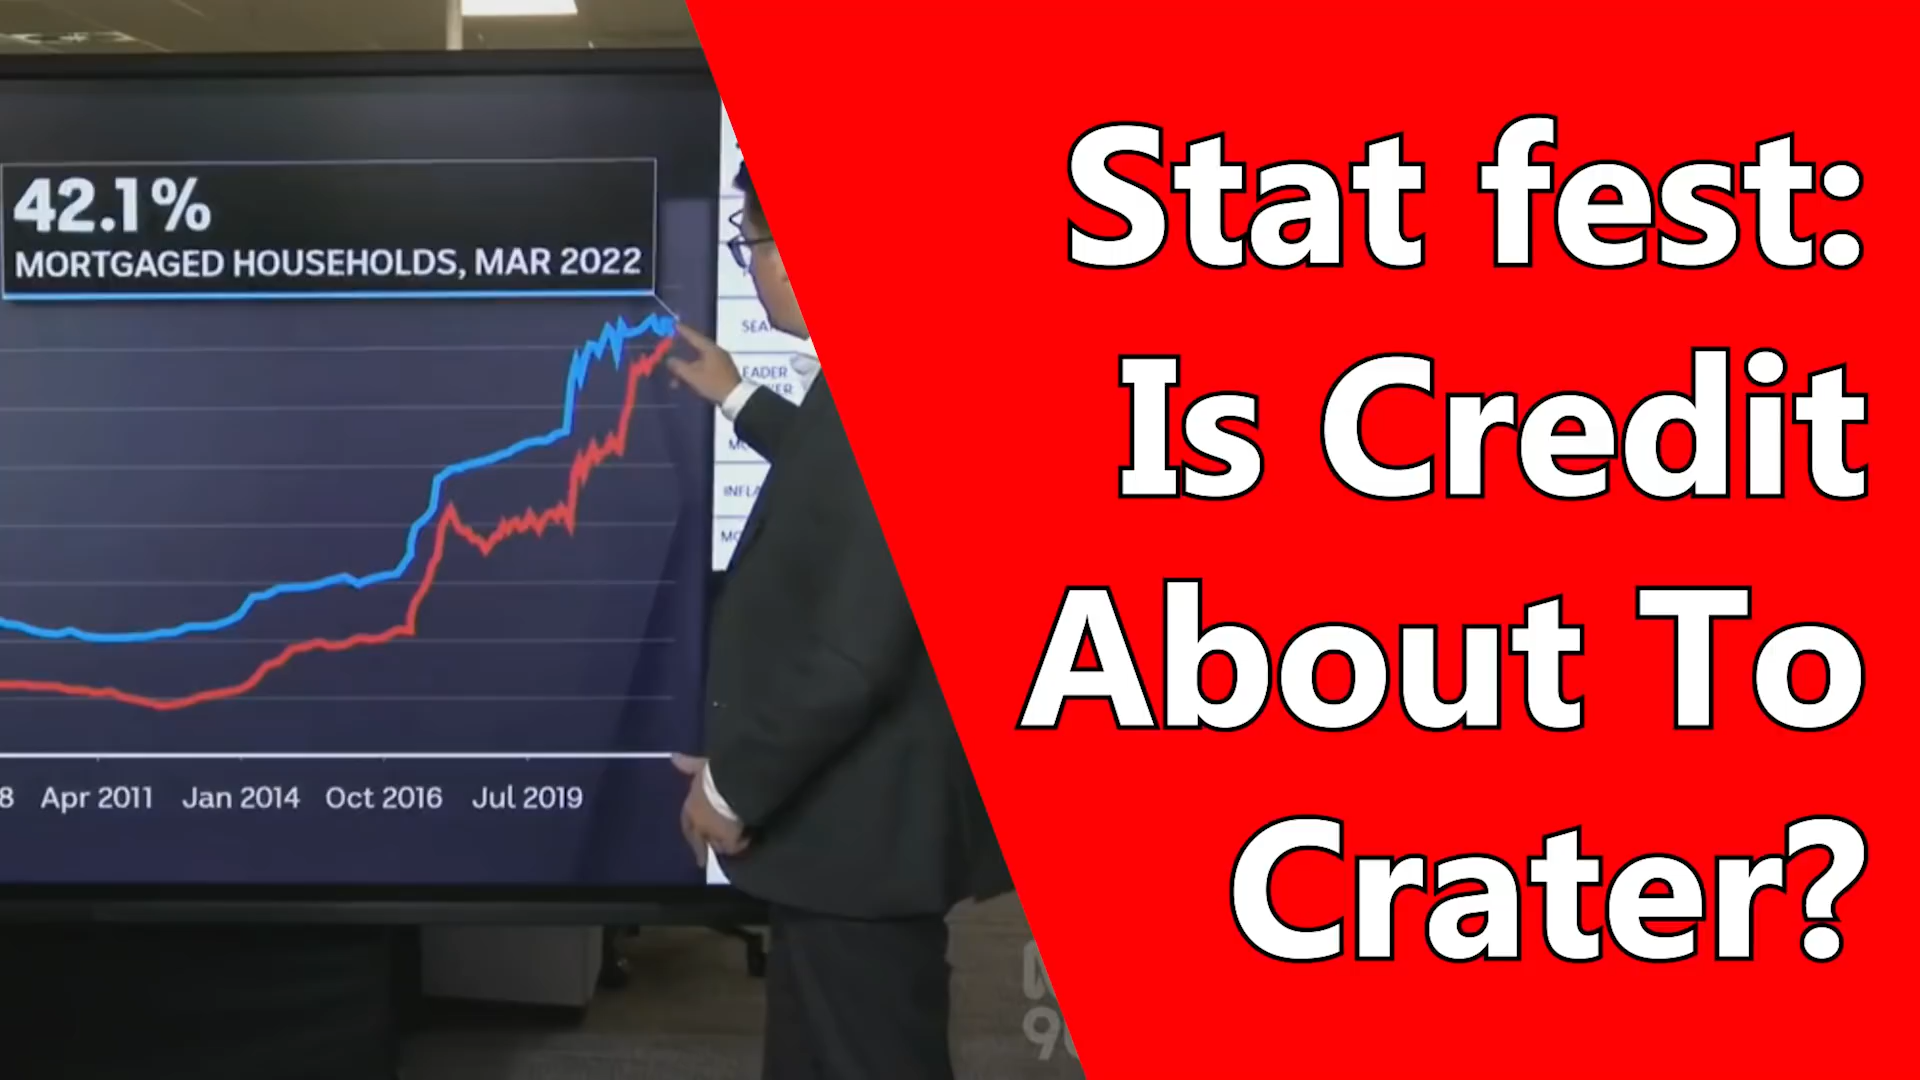 42.1%
MORTGAGED HOUSEHOLDS, MAR 2022
8 Apr 2011 Jan 2014 Oct 2016 Jul 2019
Stat fest:
Is Credit
About To
Crater?